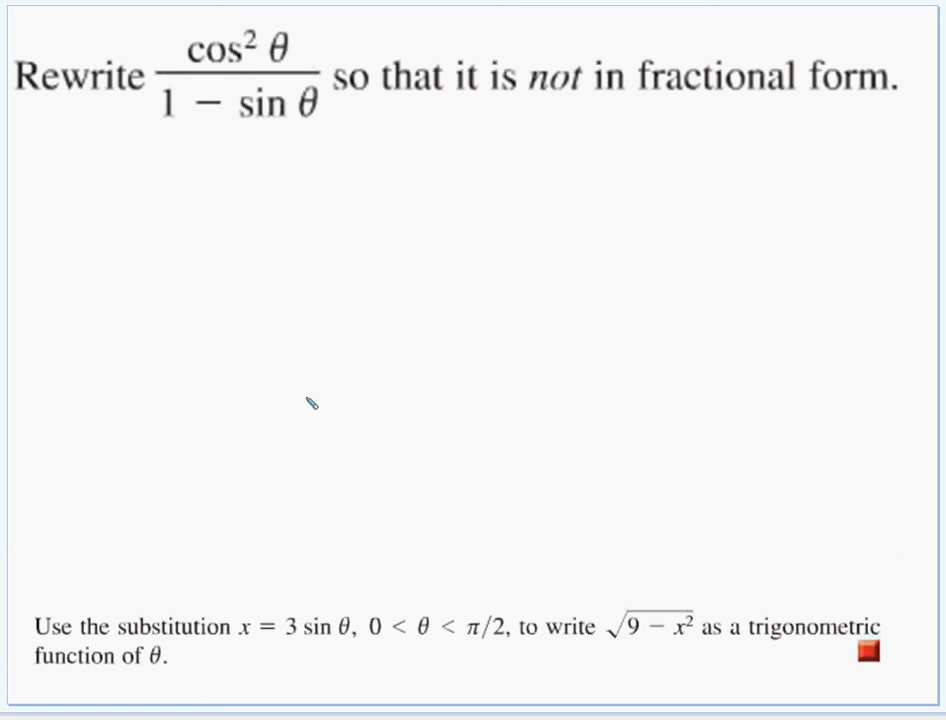 Rewrite cos² θ / 1 − sin θ so that it is not in fractional form.
Use the substitution x = 3 sin θ, 0 < θ < π/2, to write √9 − x² as a trigonometric
function of θ.